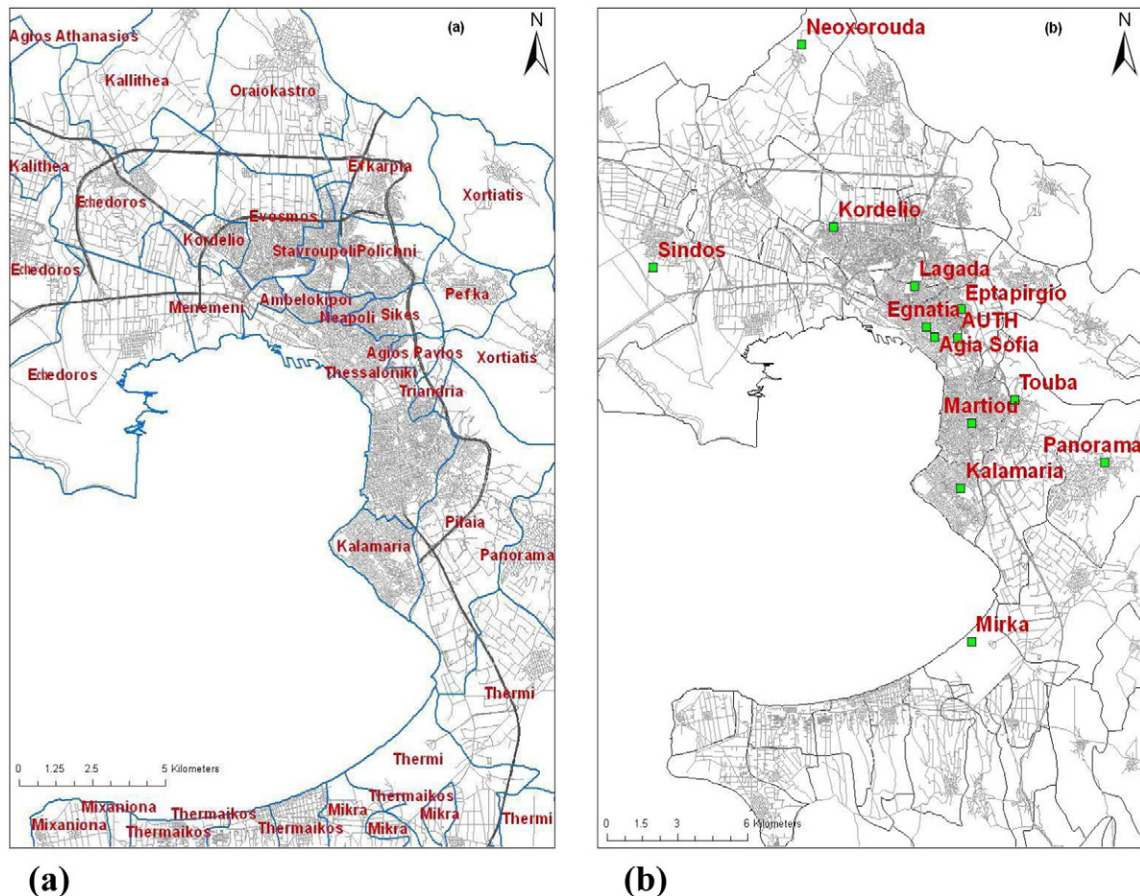 (a)
N
Agios Athanasios
Kallithea
Oraiokastro
Kalithea
Efkarpia
Echedoros
Xortiatis
Evosmos
Kordelio
Stavroupoli Polichni
Echedoros
Menemeni
Ambelokipoi
Pefka
Neapoli
Sikes
Agios Pavlos
Xortiatis
Echedoros
Thessaloniki
Triandria
Pilaia
Kalamaria
Panorama
Thermi
Thermi
0 1.25 2.5 5 Kilometers
Mixaniona
Thermaikos
Thermaikos
Mikra
Mikra
Thermi
Mixaniona
Thermaikos
Thermaikos
Mikra
(a)
(b)
N
Neoxorouda
Kordelio
Sindos
Lagada
Eptapirgio
Egnatia
AUTH
Agia Sofia
Touba
Martiou
Panorama
Kalamaria
Mirka
0 1.5 3 6 Kilometers
(b)